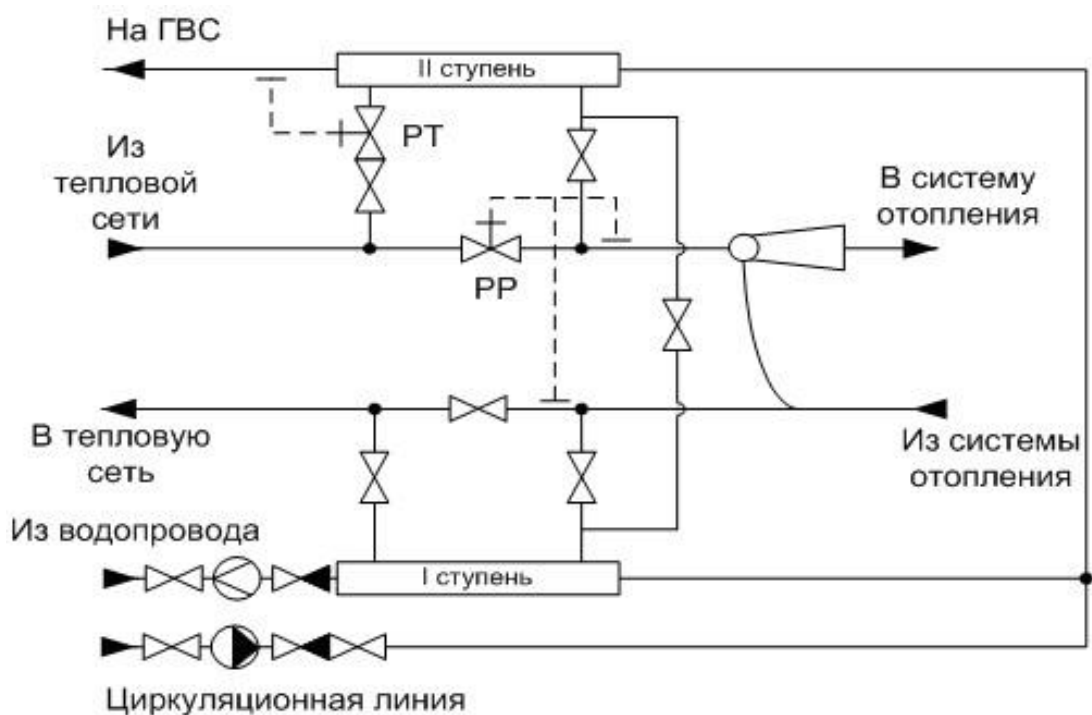 На ГВС
II ступень
РТ
Из
тепловой
сети
В систему
отопления
РР
В тепловую
сеть
Из системы
отопления
Из водопровода
I ступень
Циркуляционная линия